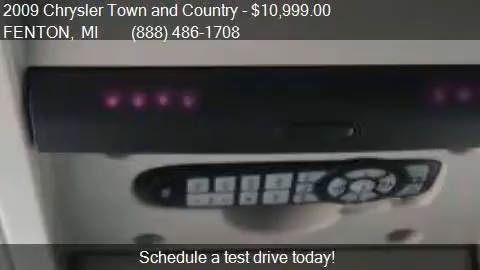 2009 Chrysler Town and Country - $10,999.00
FENTON, MI (888) 486-1708
Schedule a test drive today!